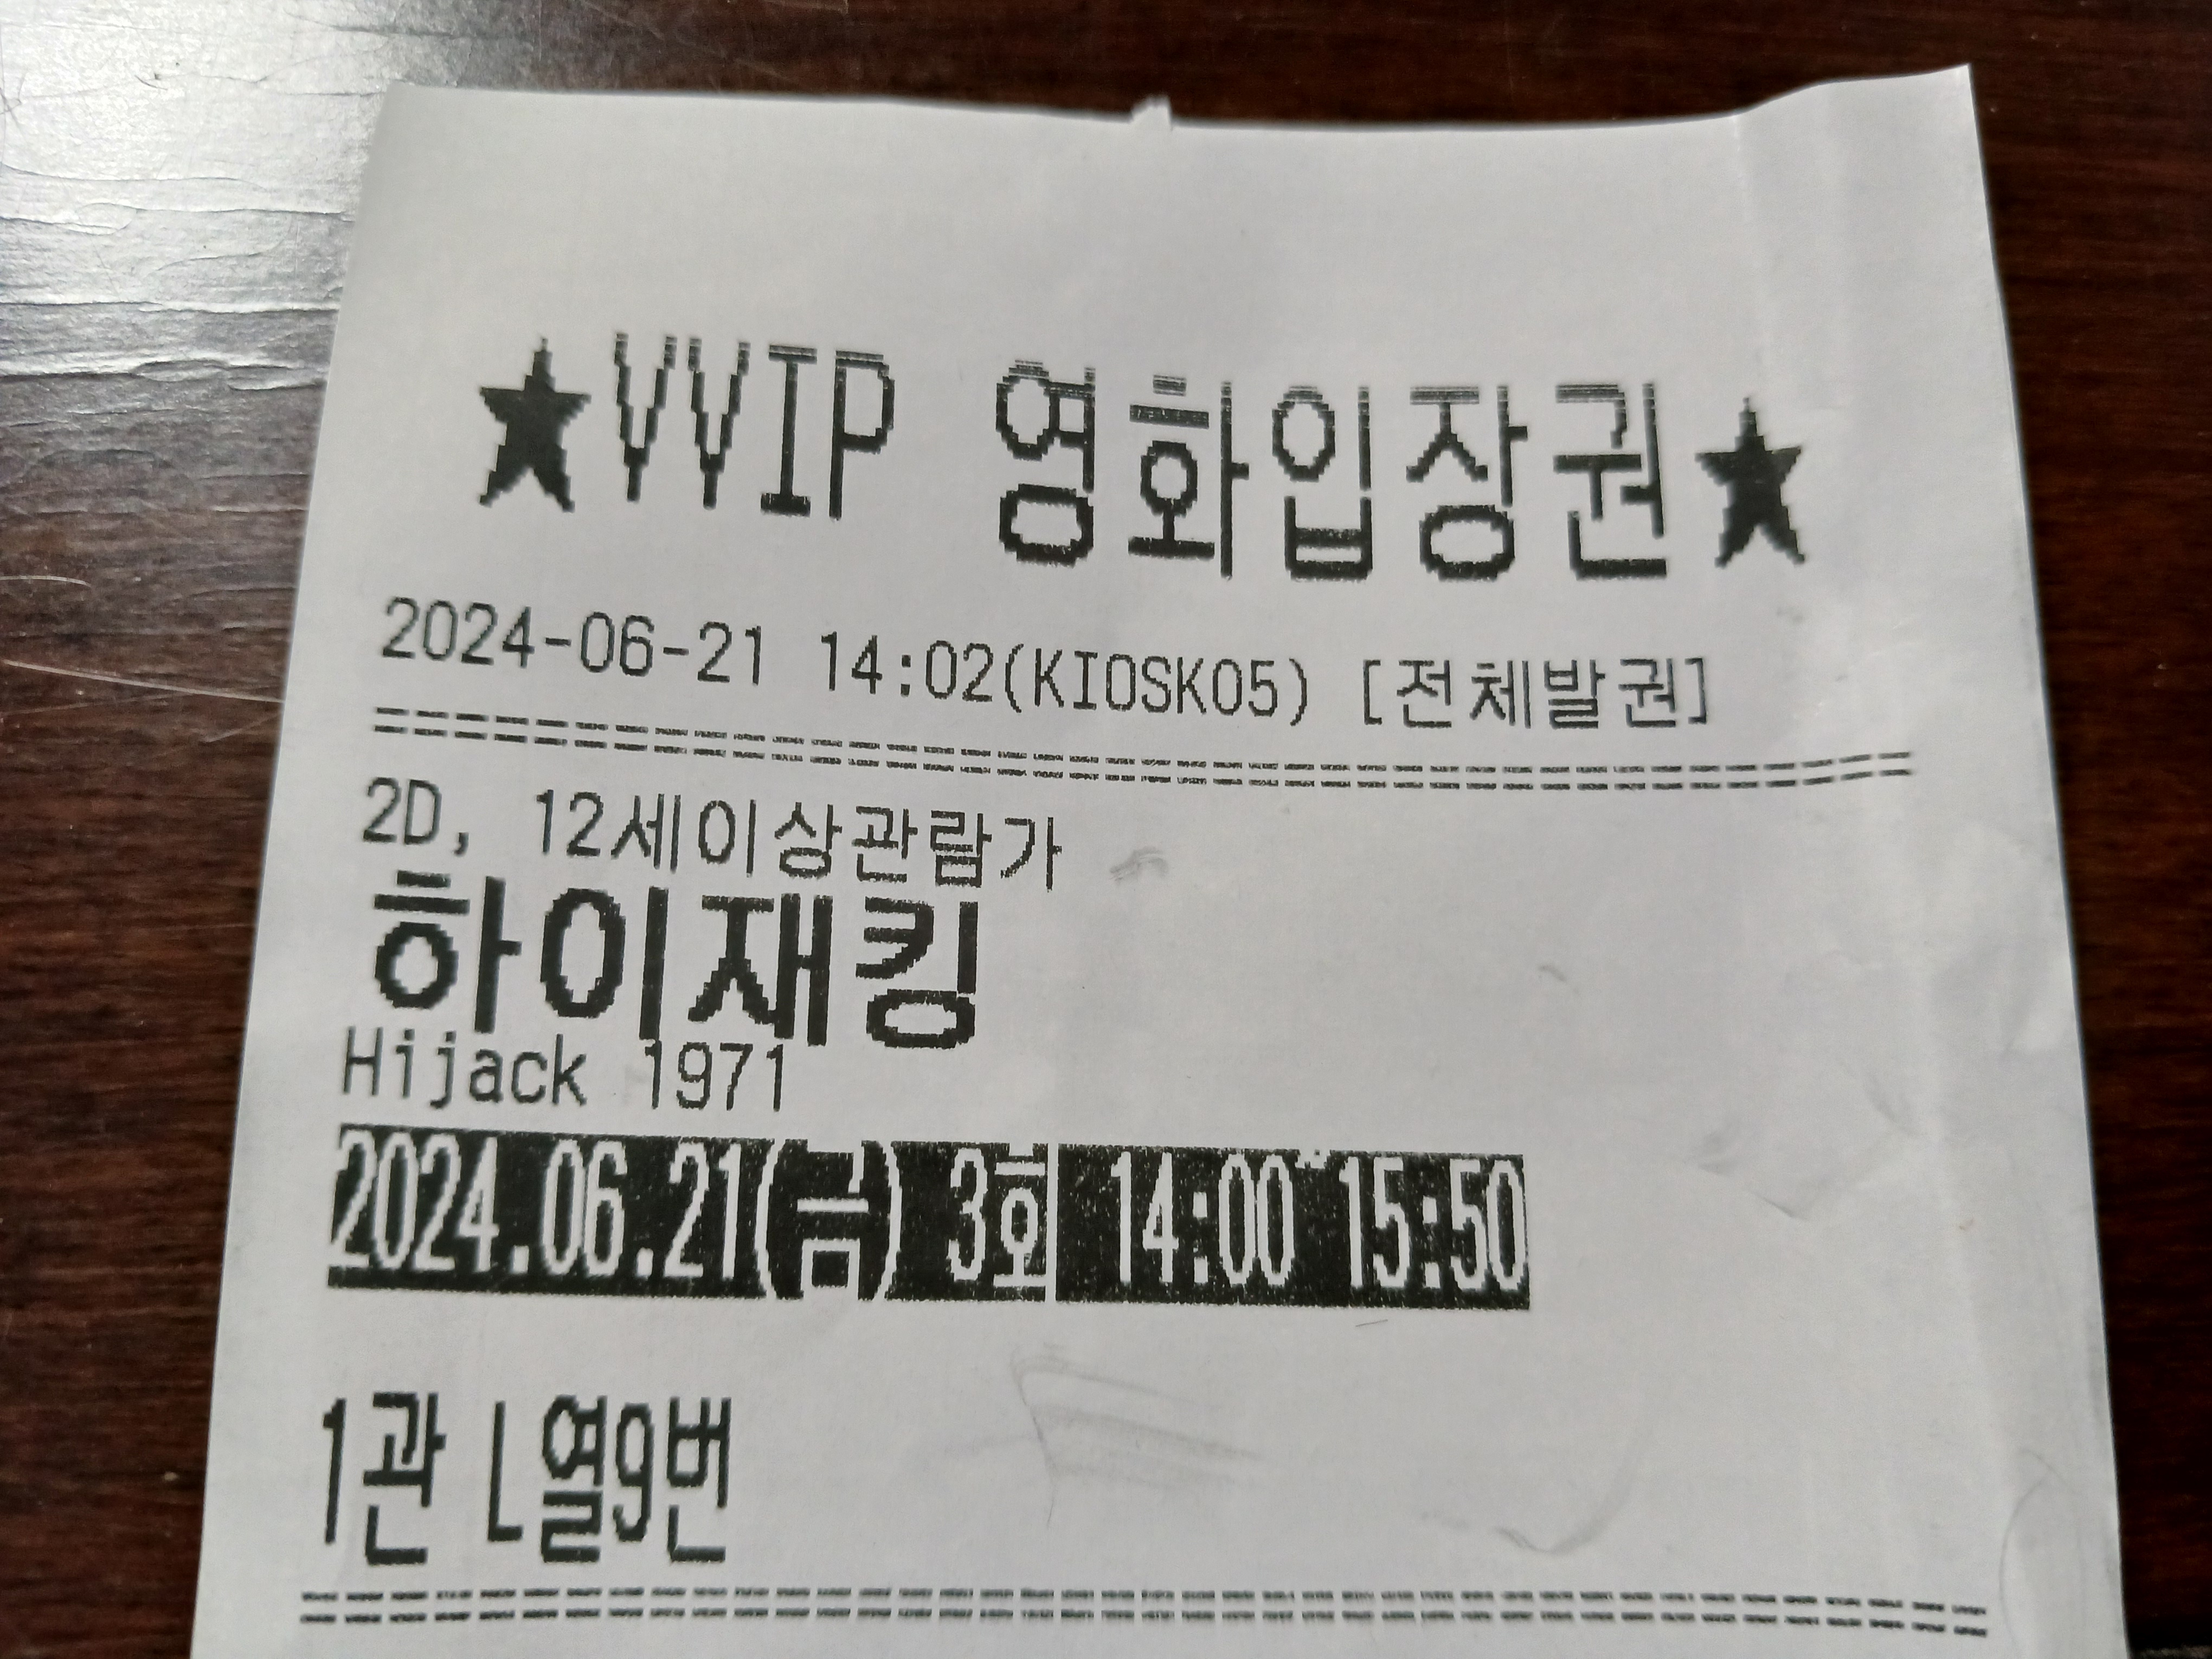 ★VVIP 영화입장권★
2024-06-21 14:02(KIOSK05) [전체발권]
2D, 12세이상관람가
하이재킹
Hijack 1971
2024.06.21(금) 3회 14:00~15:50
1관 L열9번